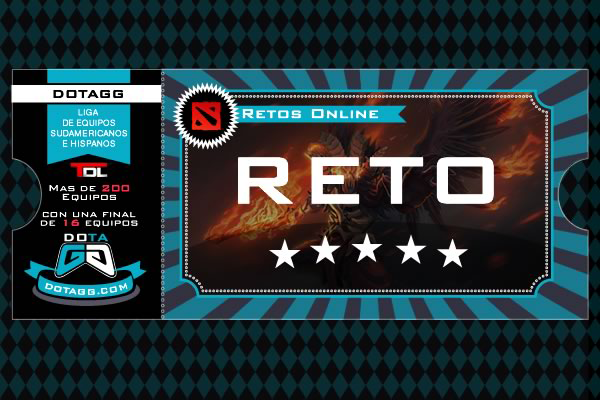 DOTAGG
LIGA
DE EQUIPOS
SUDAMERICANOS
E HISPANOS
TDL
MAS DE 200
EQUIPOS
CON UNA FINAL
DE 16 EQUIPOS
DOTA
GG
DOTAGG.COM
RETOS ONLINE
RETO